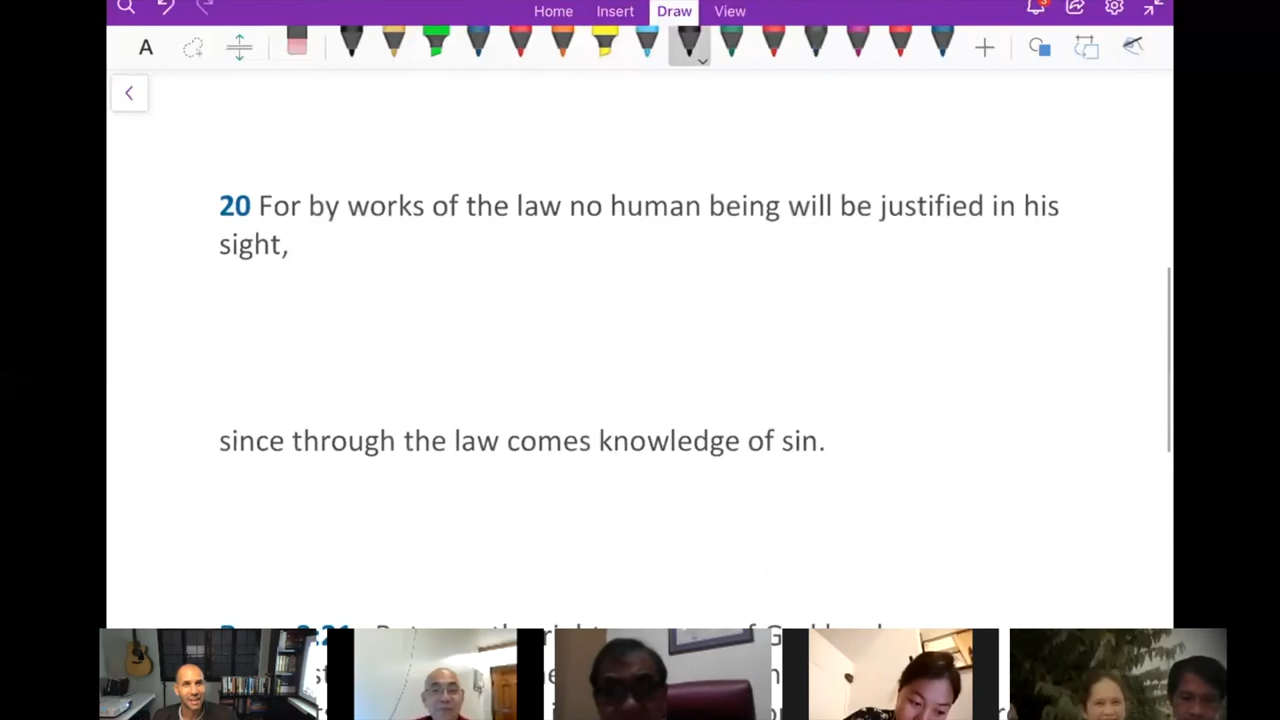 Home Insert Draw View
A
20 For by works of the law no human being will be justified in his
sight,
since through the law comes knowledge of sin.